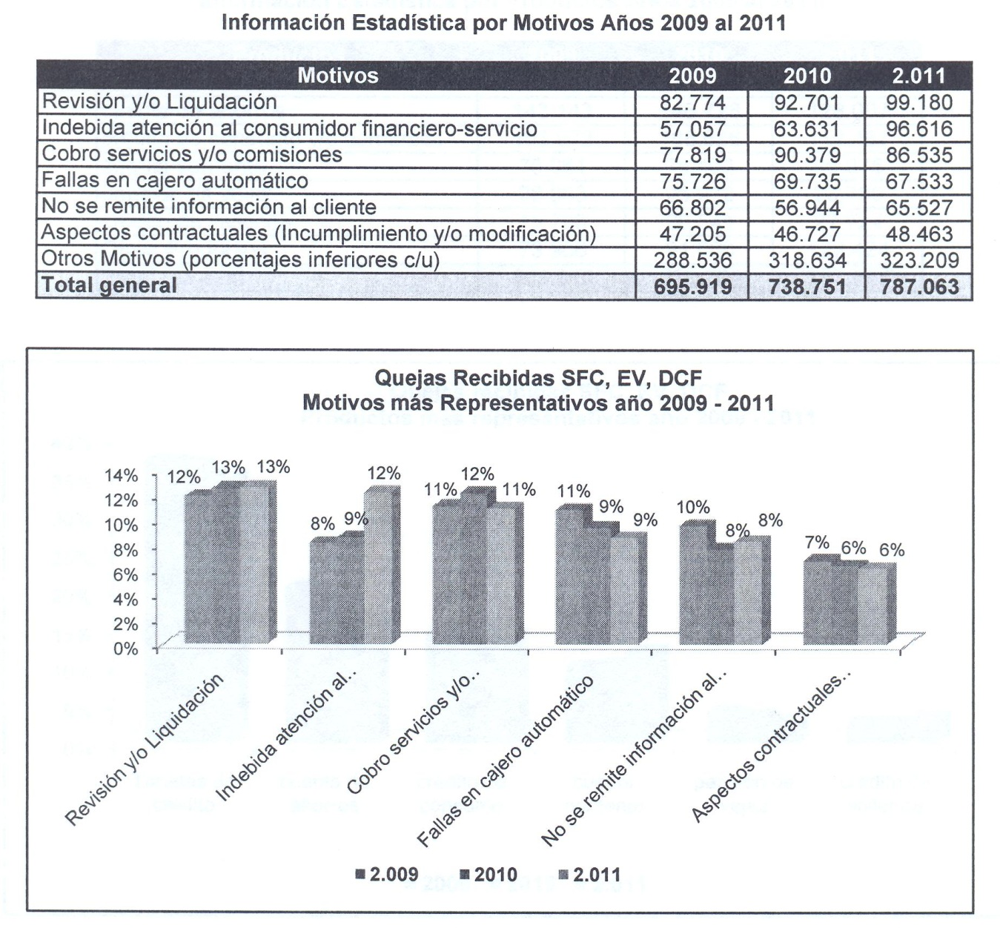 Información Estadística por Motivos Años 2009 al 2011
Motivos 2009 2010 2.011
Revisión y/o Liquidación 82.774 92.701 99.180
Indebida atención al consumidor financiero-servicio 57.057 63.631 96.616
Cobro servicios y/o comisiones 77.819 90.379 86.535
Fallas en cajero automático 75.726 69.735 67.533
No se remite información al cliente 66.802 56.944 65.527
Aspectos contractuales (Incumplimiento y/o modificación) 47.205 46.727 48.463
Otros Motivos (porcentajes inferiores c/u) 288.536 318.634 323.209
Total general 695.919 738.751 787.063
Quejas Recibidas SFC, EV, DCF
Motivos más Representativos año 2009 - 2011
14%
12%
10%
8%
6%
4%
2%
0%
12% 13% 13%
8% 9% 12%
11% 12% 11%
11% 9% 9%
10% 8% 8%
7% 6% 6%
Revisión y/o Liquidación
Indebida atención al..
Cobro servicios y/o..
Fallas en cajero automático
No se remite información al..
Aspectos contractuales..
2.009 2010 2.011